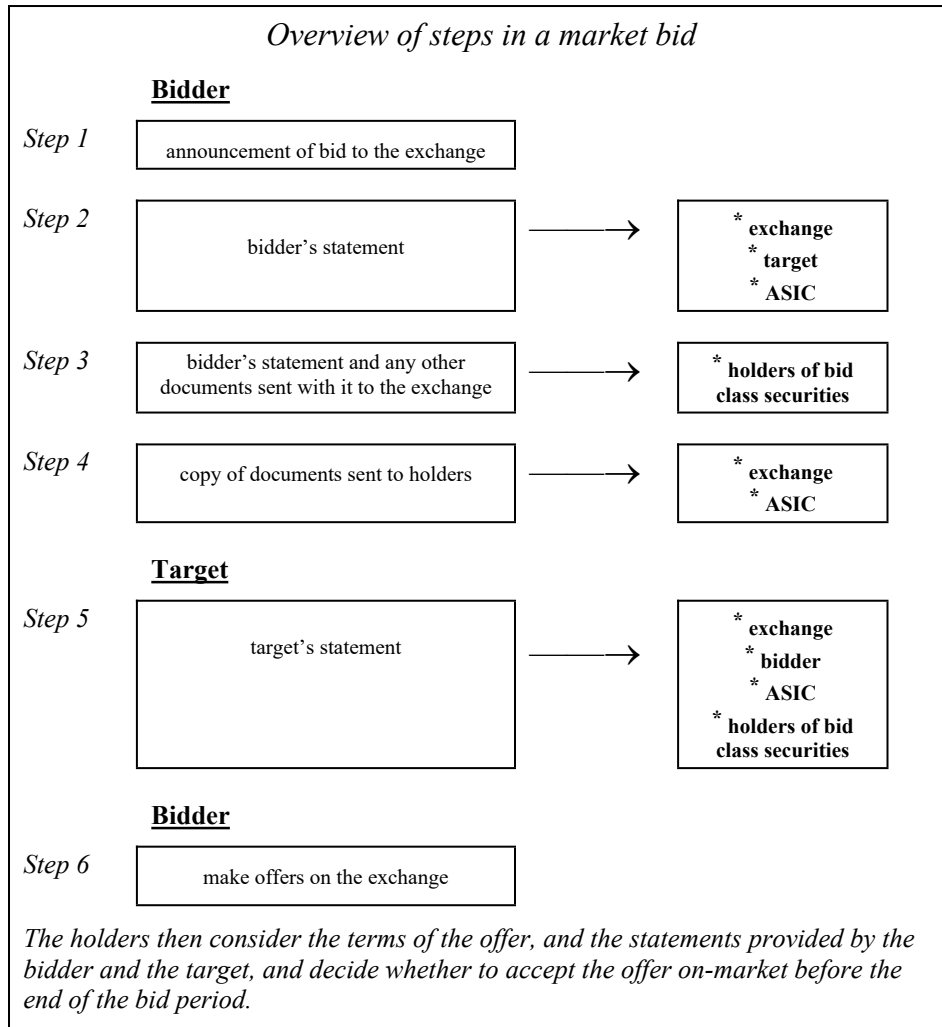 Overview of steps in a market bid
Bidder
Step 1
announcement of bid to the exchange
Step 2
bidder’s statement
* exchange
* target
* ASIC
Step 3
bidder’s statement and any other
documents sent with it to the exchange
* holders of bid
class securities
Step 4
copy of documents sent to holders
* exchange
* ASIC
Target
Step 5
target’s statement
* exchange
* bidder
* ASIC
* holders of bid
class securities
Bidder
Step 6
make offers on the exchange
The holders then consider the terms of the offer, and the statements provided by the
bidder and the target, and decide whether to accept the offer on-market before the
end of the bid period.